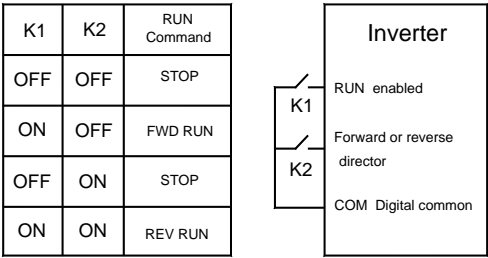 K1 K2 RUN
Command
OFF OFF STOP
ON OFF FWD RUN
OFF ON STOP
ON ON REV RUN
Inverter
RUN enabled
K1
Forward or reverse
director
K2
COM Digital common